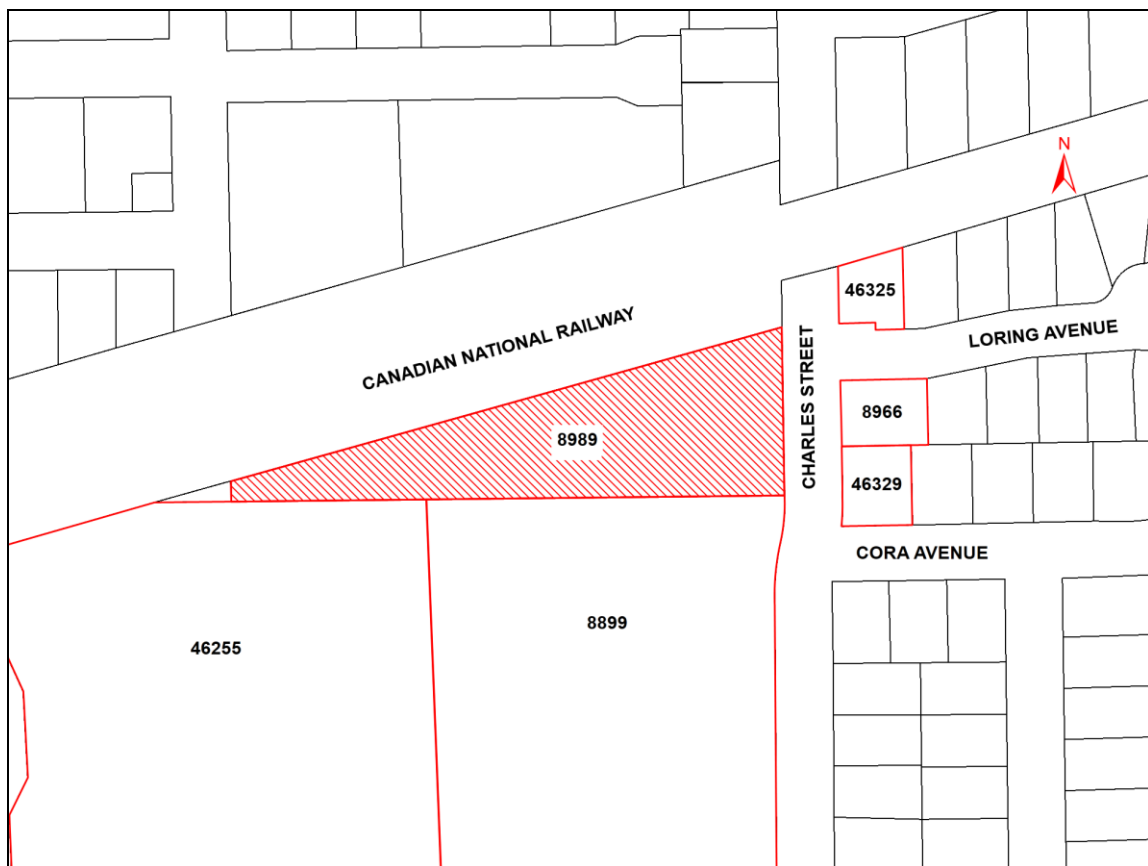 N
46325
LORING AVENUE
CANADIAN NATIONAL RAILWAY
CHARLES STREET
8966
8989
46329
CORA AVENUE
8899
46255